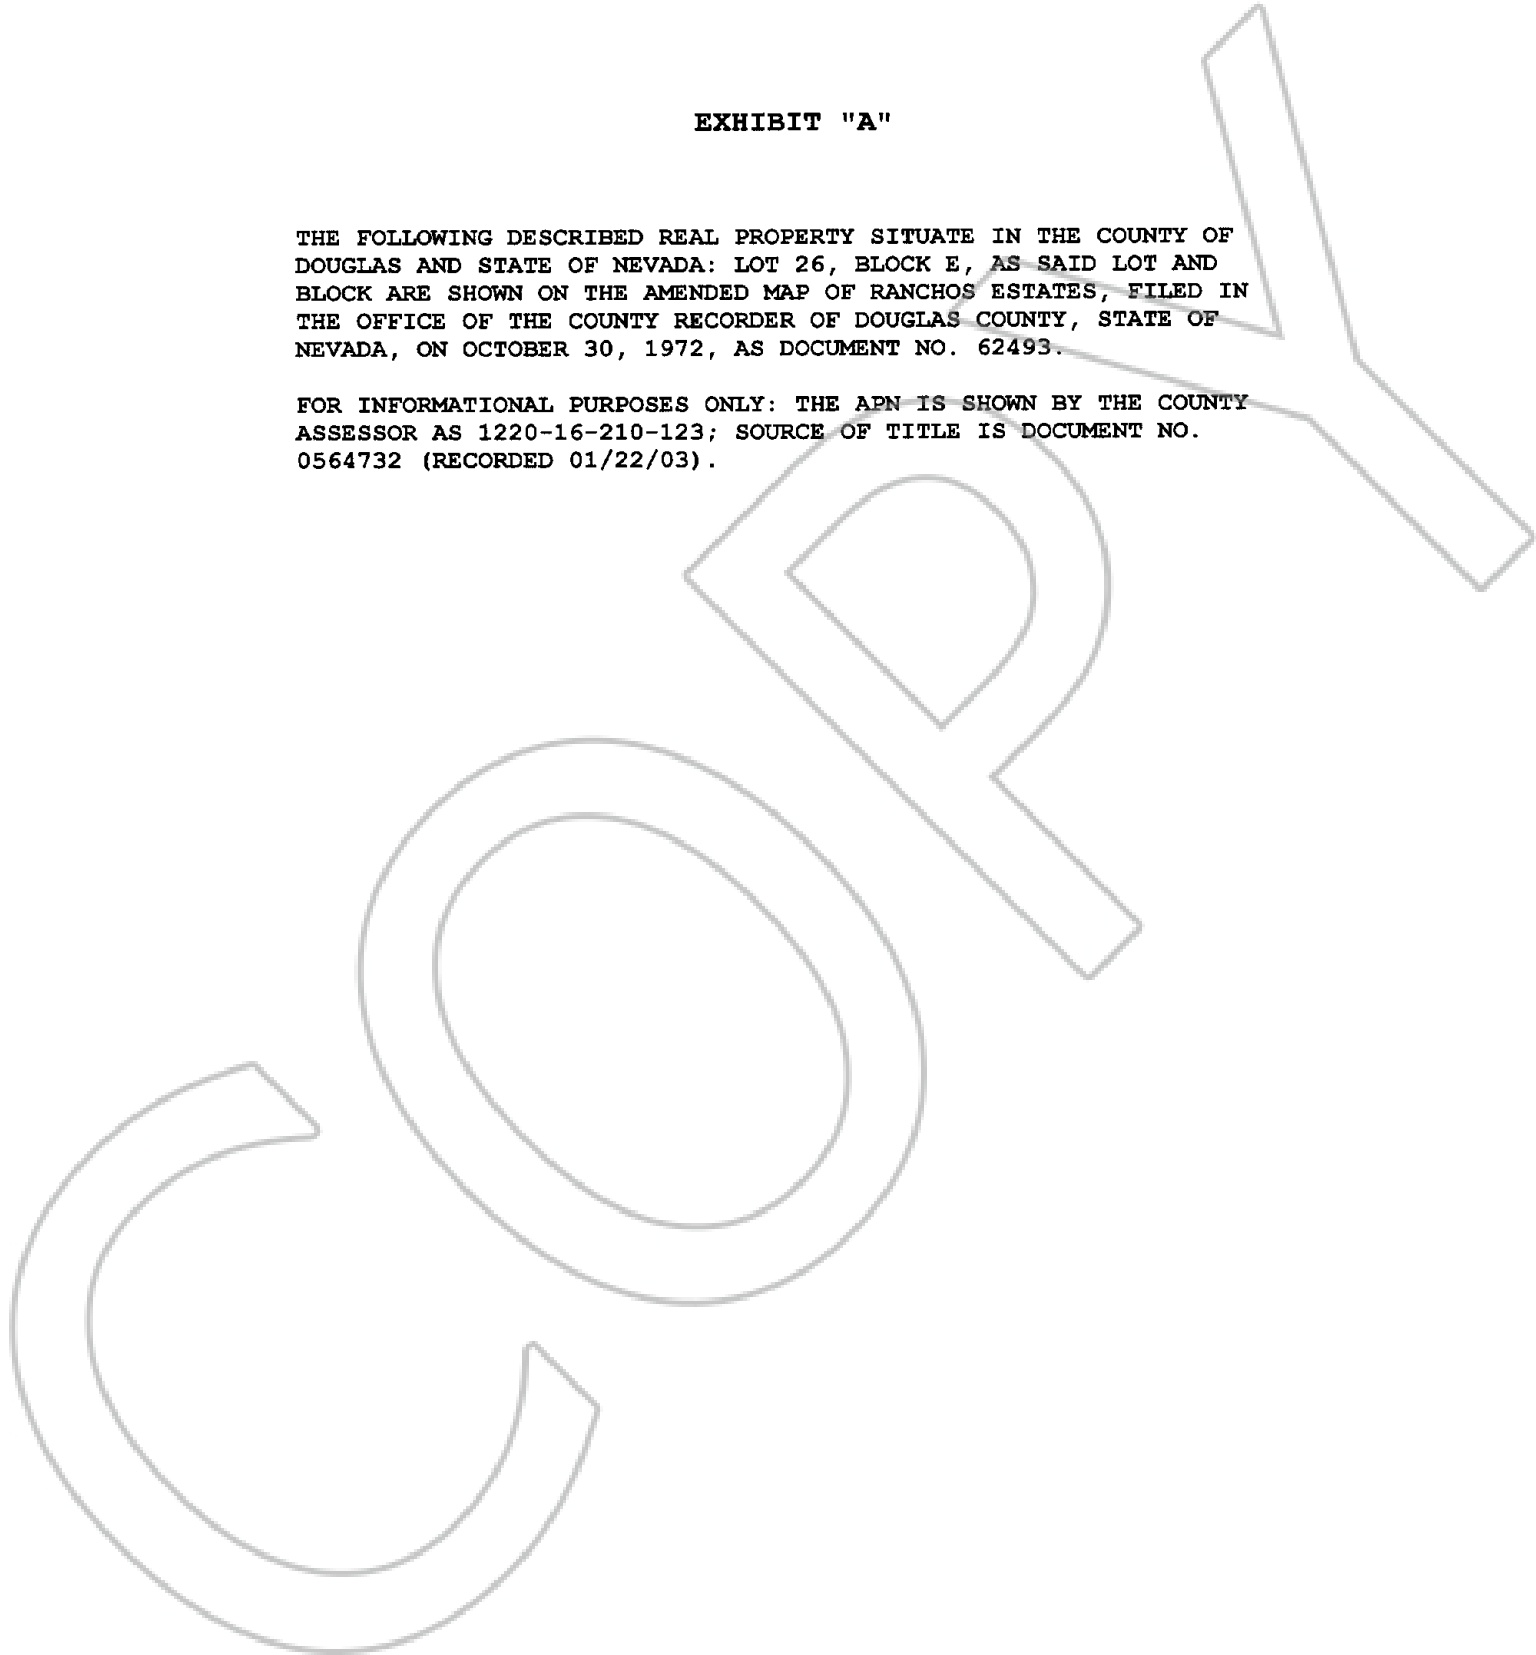 EXHIBIT "A"
THE FOLLOWING DESCRIBED REAL PROPERTY SITUATE IN THE COUNTY OF
DOUGLAS AND STATE OF NEVADA: LOT 26, BLOCK E, AS SAID LOT AND
BLOCK ARE SHOWN ON THE AMENDED MAP OF RANCHOS ESTATES, FILED IN
THE OFFICE OF THE COUNTY RECORDER OF DOUGLAS COUNTY, STATE OF
NEVADA, ON OCTOBER 30, 1972, AS DOCUMENT NO. 62493.
FOR INFORMATIONAL PURPOSES ONLY: THE APN IS SHOWN BY THE COUNTY
ASSESSOR AS 1220-16-210-123; SOURCE OF TITLE IS DOCUMENT NO.
0564732 (RECORDED 01/22/03).
COPY